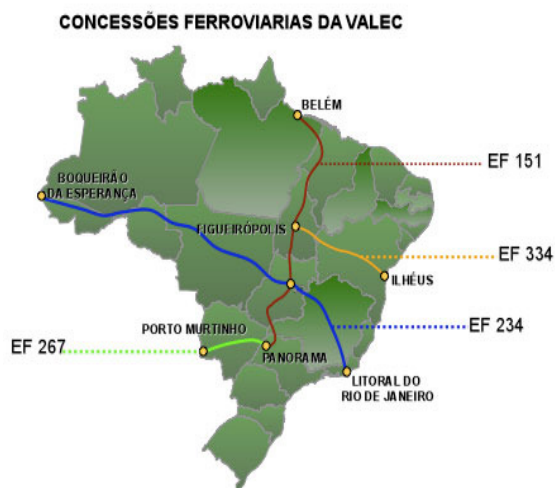 CONCESSÕES FERROVIARIAS DA VALEC
BELÉM
EF 151
BOQUEIRÃO
DA ESPERANÇA
FIGUEIRÓPOLIS
EF 334
ILHÉUS
PORTO MURTINHO
EF 234
EF 267
PANORAMA
LITORAL DO
RIO DE JANEIRO